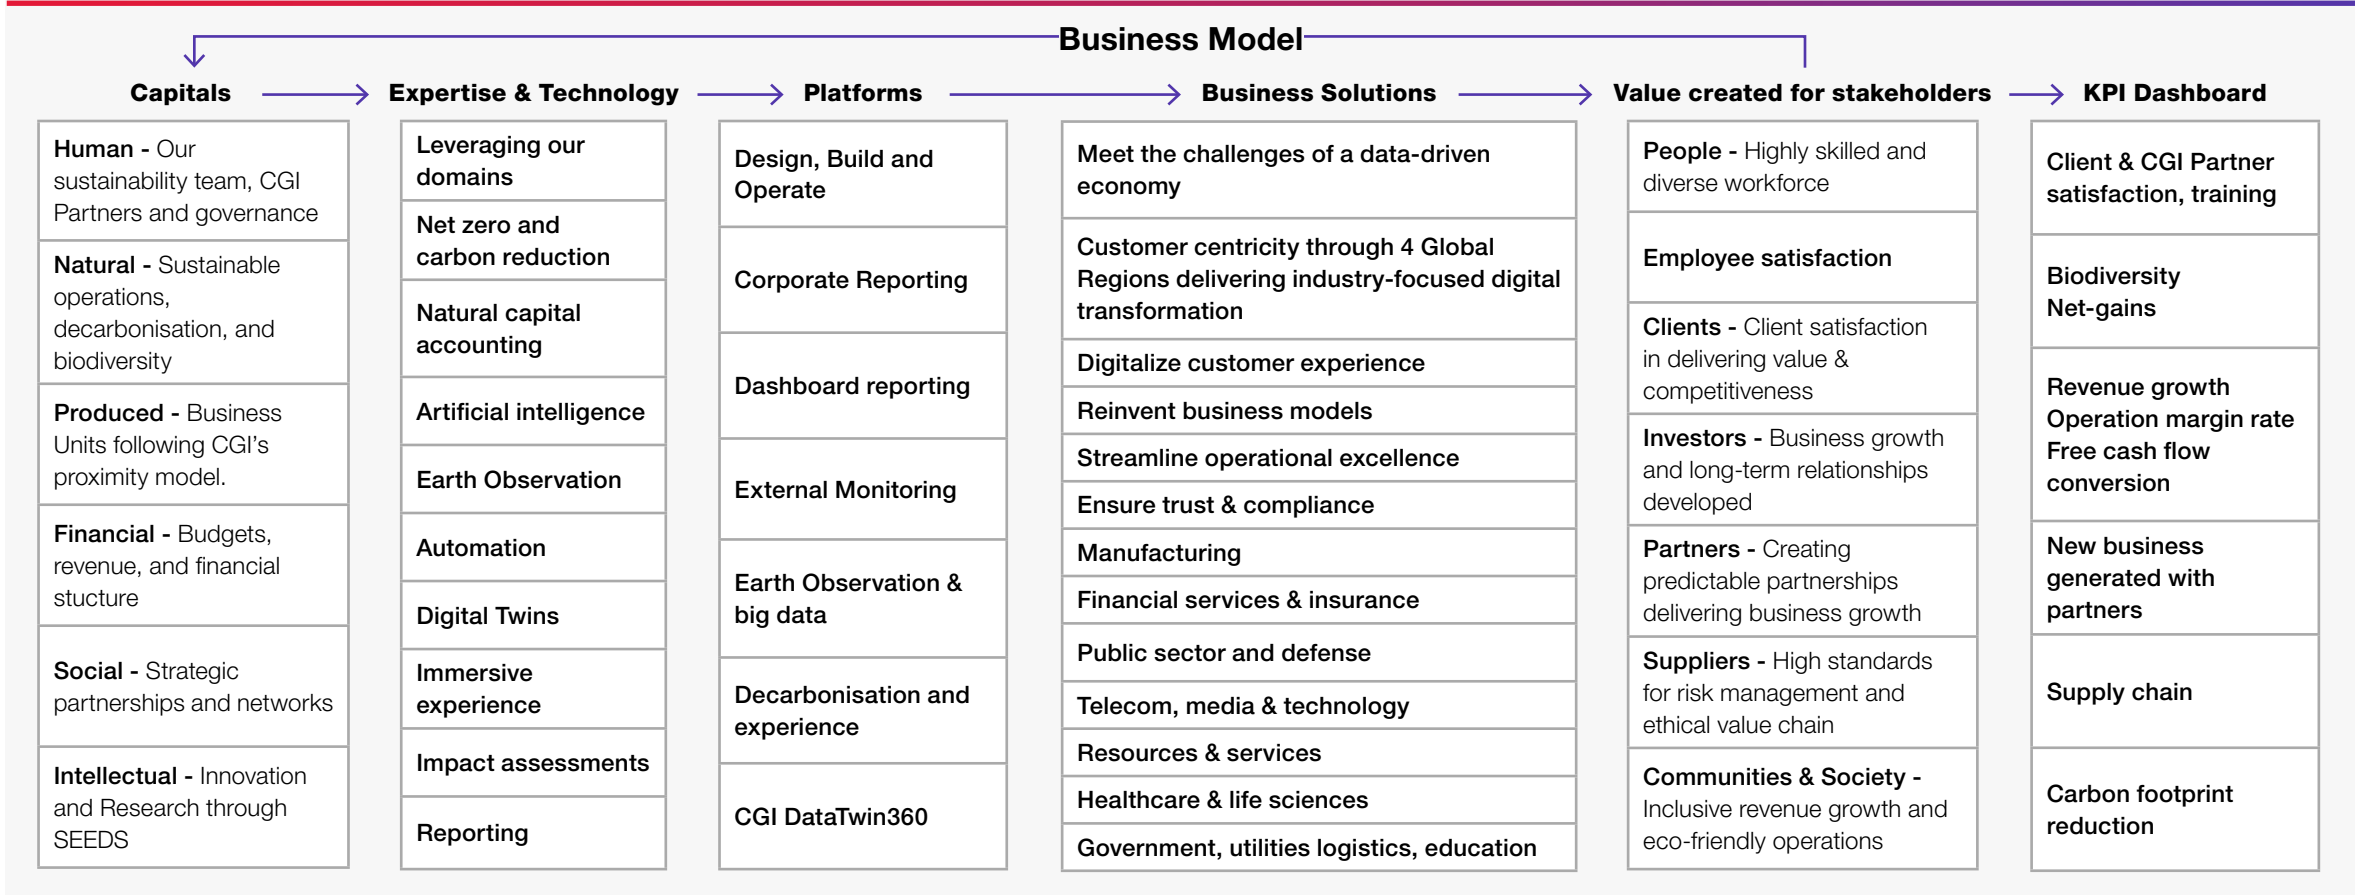 Business Model
Capitals
Human - Our
sustainability team, CGI
Partners and governance
Natural - Sustainable
operations,
decarbonisation, and
biodiversity
Produced - Business
Units following CGI's
proximity model.
Financial - Budgets,
revenue, and financial
stucture
Social - Strategic
partnerships and networks
Intellectual - Innovation
and Research through
SEEDS
Expertise & Technology
Leveraging our
domains
Net zero and
carbon reduction
Natural capital
accounting
Artificial intelligence
Earth Observation
Automation
Digital Twins
Immersive
experience
Impact assessments
Reporting
Platforms
Design, Build and
Operate
Corporate Reporting
Dashboard reporting
External Monitoring
Earth Observation &
big data
Decarbonisation and
experience
CGI DataTwin360
Business Solutions
Meet the challenges of a data-driven
economy
Customer centricity through 4 Global
Regions delivering industry-focused digital
transformation
Digitalize customer experience
Reinvent business models
Streamline operational excellence
Ensure trust & compliance
Manufacturing
Financial services & insurance
Public sector and defense
Telecom, media & technology
Resources & services
Healthcare & life sciences
Government, utilities logistics, education
Value created for stakeholders
People - Highly skilled and
diverse workforce
Employee satisfaction
Clients - Client satisfaction
in delivering value &
competitiveness
Investors - Business growth
and long-term relationships
developed
Partners - Creating
predictable partnerships
delivering business growth
Suppliers - High standards
for risk management and
ethical value chain
Communities & Society -
Inclusive revenue growth and
eco-friendly operations
KPI Dashboard
Client & CGI Partner
satisfaction, training
Biodiversity
Net-gains
Revenue growth
Operation margin rate
Free cash flow
conversion
New business
generated with
partners
Supply chain
Carbon footprint
reduction